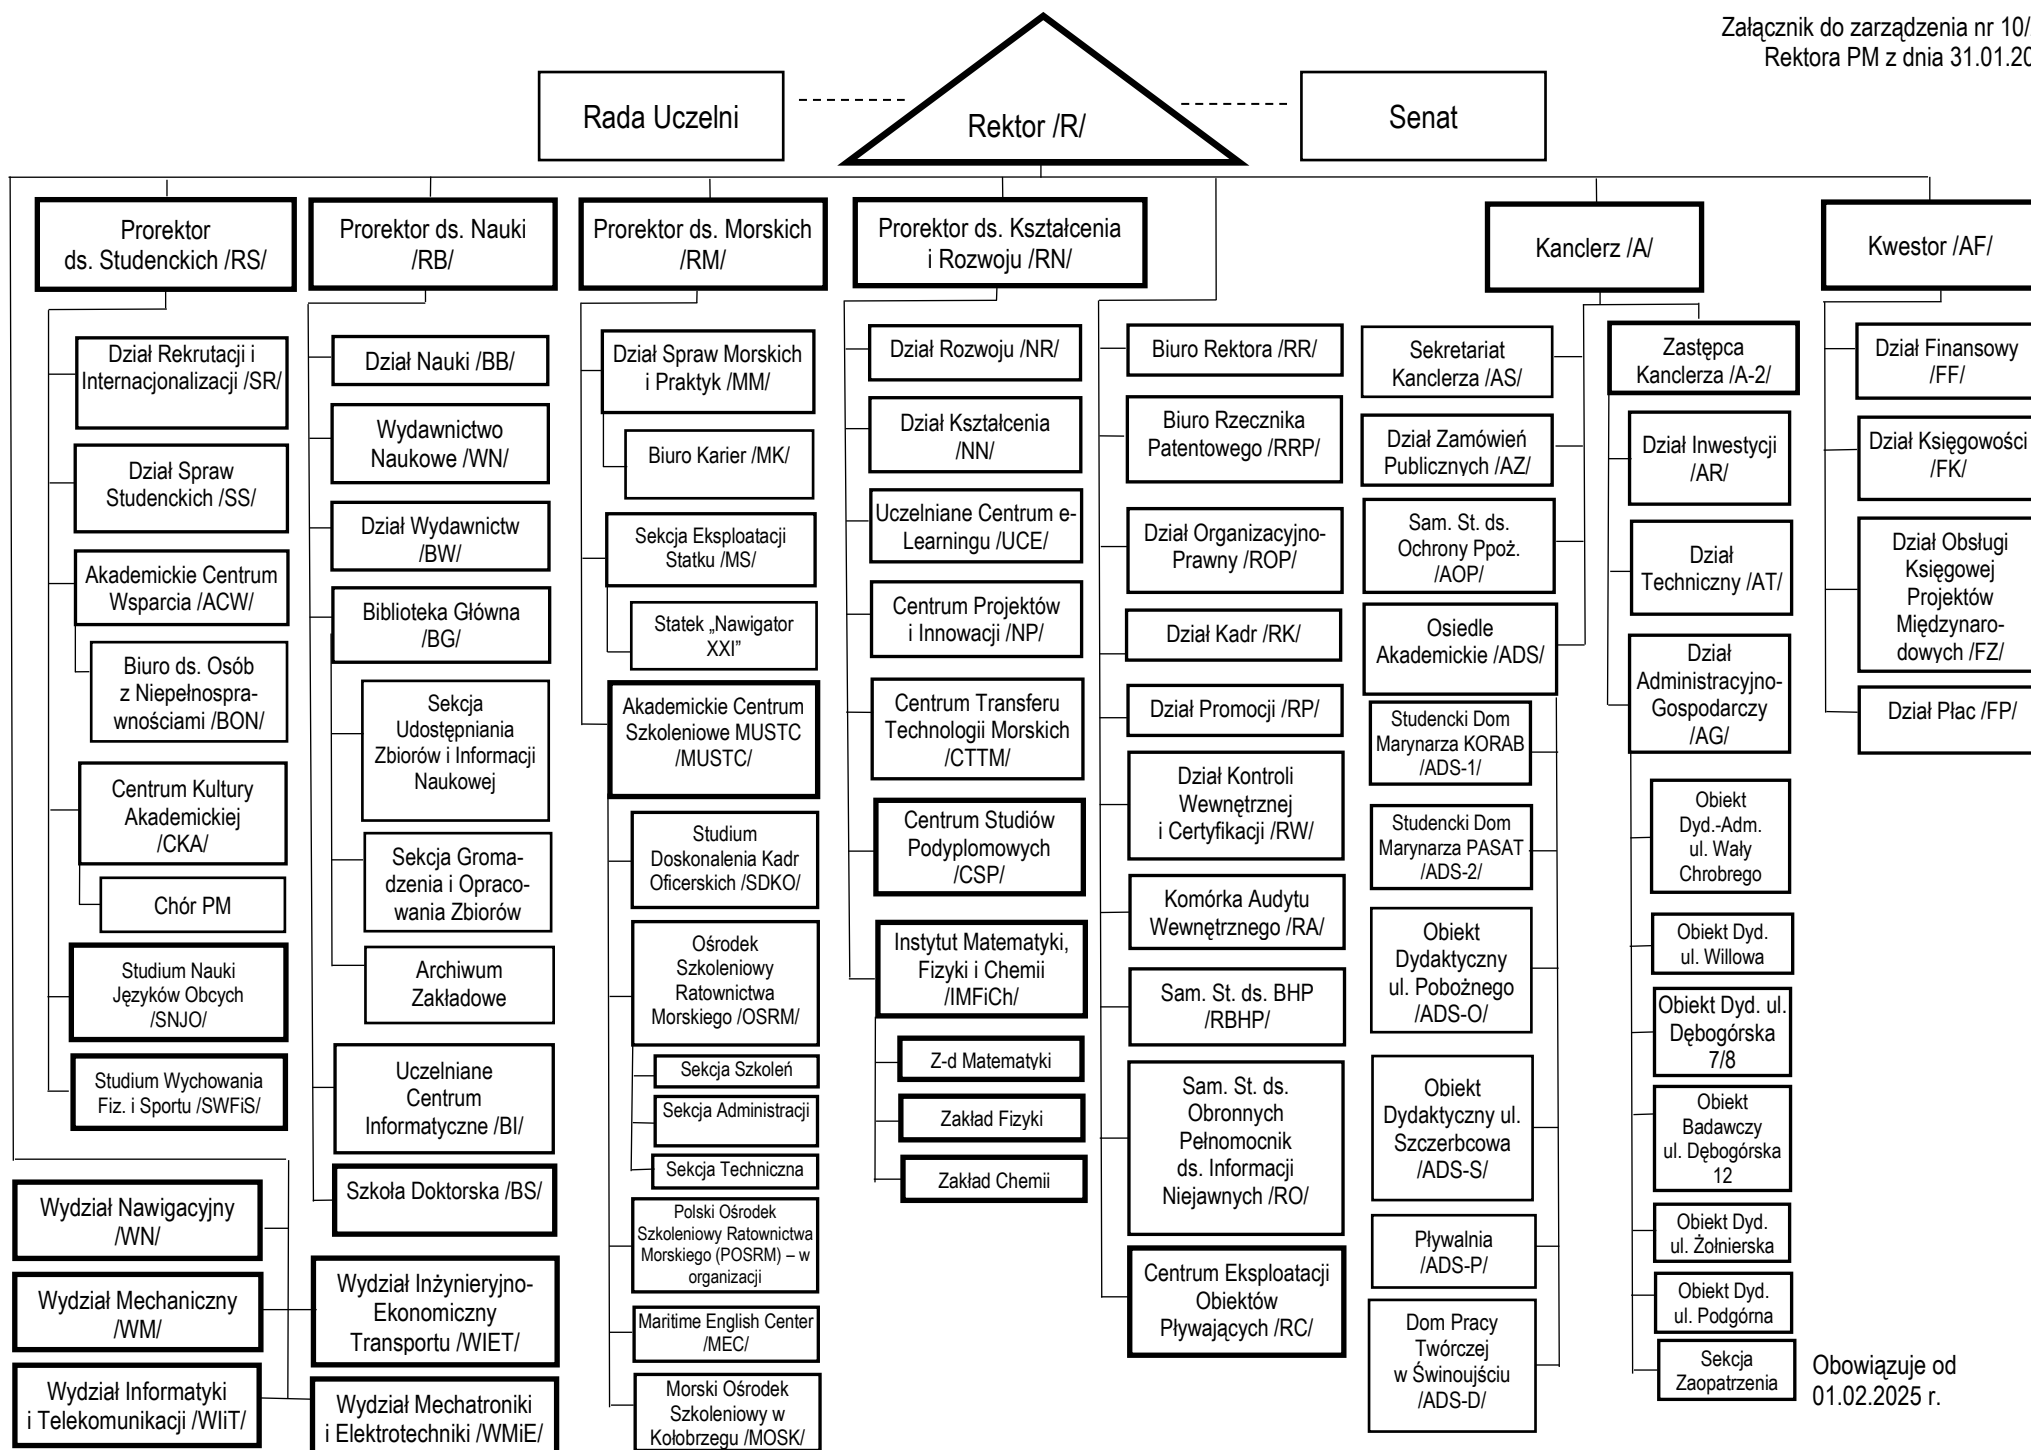 Załącznik do zarządzenia nr 10/
Rektora PM z dnia 31.01.20
Rada Uczelni
Rektor /R/
Senat
Prorektor
ds. Studenckich /RS/
Prorektor ds. Nauki
/RB/
Prorektor ds. Morskich
/RM/
Prorektor ds. Kształcenia
i Rozwoju /RN/
Kanclerz /A/
Kwestor /AF/
Dział Rekrutacji i
Internacjonalizacji /SR/
Dział Spraw
Studenckich /SS/
Akademickie Centrum
Wsparcia /ACW/
Biuro ds. Osób
z Niepełnospra-
wnościami /BON/
Centrum Kultury
Akademickiej
/CKA/
Chór PM
Studium Nauki
Języków Obcych
/SNJO/
Studium Wychowania
Fiz. i Sportu /SWFiS/
Wydział Nawigacyjny
/WN/
Wydział Mechaniczny
/WM/
Wydział Informatyki
i Telekomunikacji /WIiT/
Dział Nauki /BB/
Wydawnictwo
Naukowe /WN/
Dział Wydawnictw
/BW/
Biblioteka Główna
/BG/
Sekcja
Udostępniania
Zbiorów i Informacji
Naukowej
Sekcja Groma-
dzenia i Opraco-
wania Zbiorów
Archiwum
Zakładowe
Uczelniane
Centrum
Informatyczne /BI/
Szkoła Doktorska /BS/
Wydział Inżynieryjno-
Ekonomiczny
Transportu /WIET/
Wydział Mechatroniki
i Elektrotechniki /WMiE/
Dział Spraw Morskich
i Praktyk /MM/
Biuro Karier /MK/
Sekcja Eksploatacji
Statku /MS/
Statek „Nawigator
XXI”
Akademickie Centrum
Szkoleniowe MUSTC
/MUSTC/
Studium
Doskonalenia Kadr
Oficerskich /SDKO/
Ośrodek
Szkoleniowy
Ratownictwa
Morskiego /OSRM/
Sekcja Szkoleń
Sekcja Administracji
Sekcja Techniczna
Polski Ośrodek
Szkoleniowy Ratownictwa
Morskiego (POSRM) – w
organizacji
Maritime English Center
/MEC/
Morski Ośrodek
Szkoleniowy w
Kołobrzegu /MOSK/
Dział Rozwoju /NR/
Dział Kształcenia
/NN/
Uczelniane Centrum e-
Learningu /UCE/
Centrum Projektów
i Innowacji /NP/
Centrum Transferu
Technologii Morskich
/CTTM/
Centrum Studiów
Podyplomowych
/CSP/
Instytut Matematyki,
Fizyki i Chemii
/IMFiCh/
Z-d Matematyki
Zakład Fizyki
Zakład Chemii
Biuro Rektora /RR/
Biuro Rzecznika
Patentowego /RRP/
Dział Organizacyjno-
Prawny /ROP/
Dział Kadr /RK/
Dział Promocji /RP/
Dział Kontroli
Wewnętrznej
i Certyfikacji /RW/
Komórka Audytu
Wewnętrznego /RA/
Sam. St. ds. BHP
/RBHP/
Sam. St. ds.
Obronnych
Pełnomocnik
ds. Informacji
Niejawnych /RO/
Centrum Eksploatacji
Obiektów
Pływających /RC/
Sekretariat
Kanclerza /AS/
Dział Zamówień
Publicznych /AZ/
Sam. St. ds.
Ochrony Ppoż.
/AOP/
Osiedle
Akademickie /ADS/
Studencki Dom
Marynarza KORAB
/ADS-1/
Studencki Dom
Marynarza PASAT
/ADS-2/
Obiekt
Dydaktyczny
ul. Pobożnego
/ADS-O/
Obiekt
Dydaktyczny ul.
Szczerbcowa
/ADS-S/
Pływalnia
/ADS-P/
Dom Pracy
Twórczej
w Świnoujściu
/ADS-D/
Zastępca
Kanclerza /A-2/
Dział Inwestycji
/AR/
Dział
Techniczny /AT/
Dział
Administracyjno-
Gospodarczy
/AG/
Obiekt
Dyd.-Adm.
ul. Wały
Chrobrego
Obiekt Dyd.
ul. Willowa
Obiekt Dyd. ul.
Dębogórska
7/8
Obiekt
Badawczy
ul. Dębogórska
12
Obiekt Dyd.
ul. Żołnierska
Obiekt Dyd.
ul. Podgórna
Sekcja
Zaopatrzenia
Dział Finansowy
/FF/
Dział Księgowości
/FK/
Dział Obsługi
Księgowej
Projektów
Międzynaro-
dowych /FZ/
Dział Płac /FP/
Obowiązuje od
01.02.2025 r.